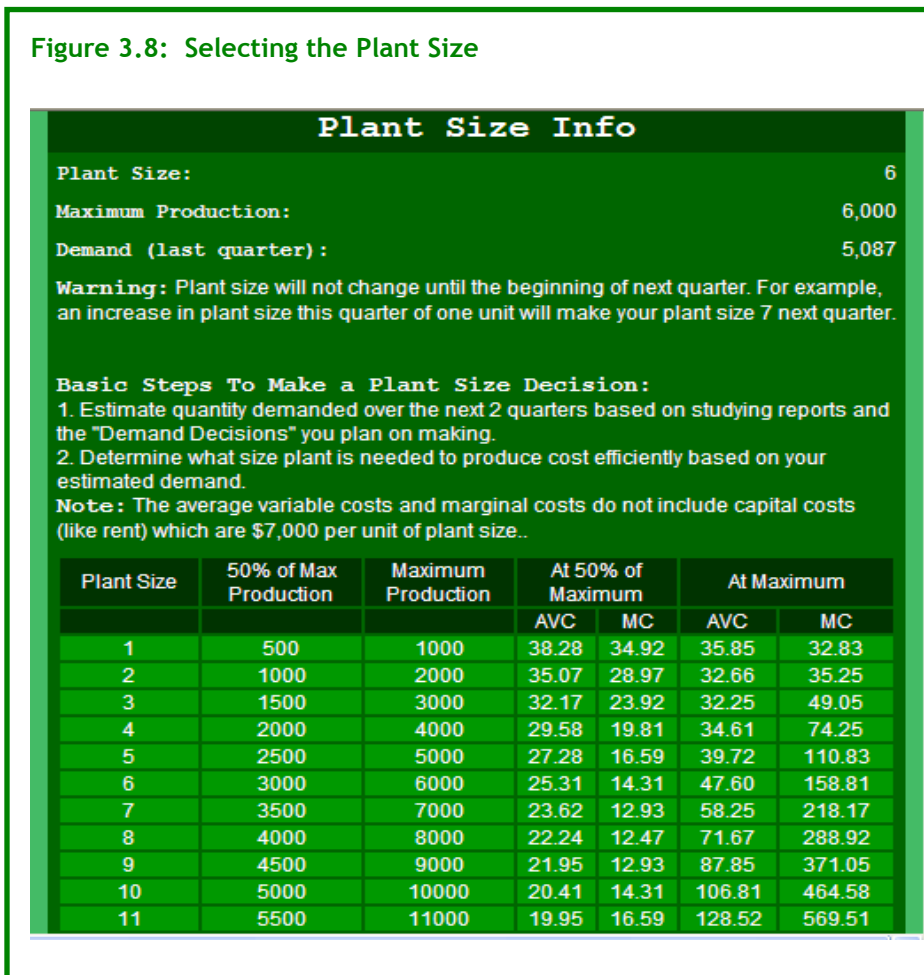 Figure 3.8: Selecting the Plant Size
Plant Size Info
Plant Size: 6
Maximum Production: 6,000
Demand (last quarter): 5,087
Warning: Plant size will not change until the beginning of next quarter. For example,
an increase in plant size this quarter of one unit will make your plant size 7 next quarter.
Basic Steps To Make a Plant Size Decision:
1. Estimate quantity demanded over the next 2 quarters based on studying reports and
the "Demand Decisions" you plan on making.
2. Determine what size plant is needed to produce cost efficiently based on your
estimated demand.
Note: The average variable costs and marginal costs do not include capital costs
(like rent) which are $7,000 per unit of plant size..
Plant Size 50% of Max Production Maximum Production At 50% of Maximum At Maximum
AVC MC AVC MC
1 500 1000 38.28 34.92 35.85 32.83
2 1000 2000 35.07 28.97 32.66 35.25
3 1500 3000 32.17 23.92 32.25 49.05
4 2000 4000 29.58 19.81 34.61 74.25
5 2500 5000 27.28 16.59 39.72 110.83
6 3000 6000 25.31 14.31 47.60 158.81
7 3500 7000 23.62 12.93 58.25 218.17
8 4000 8000 22.24 12.47 71.67 288.92
9 4500 9000 21.95 12.93 87.85 371.05
10 5000 10000 20.41 14.31 106.81 464.58
11 5500 11000 19.95 16.59 128.52 569.51